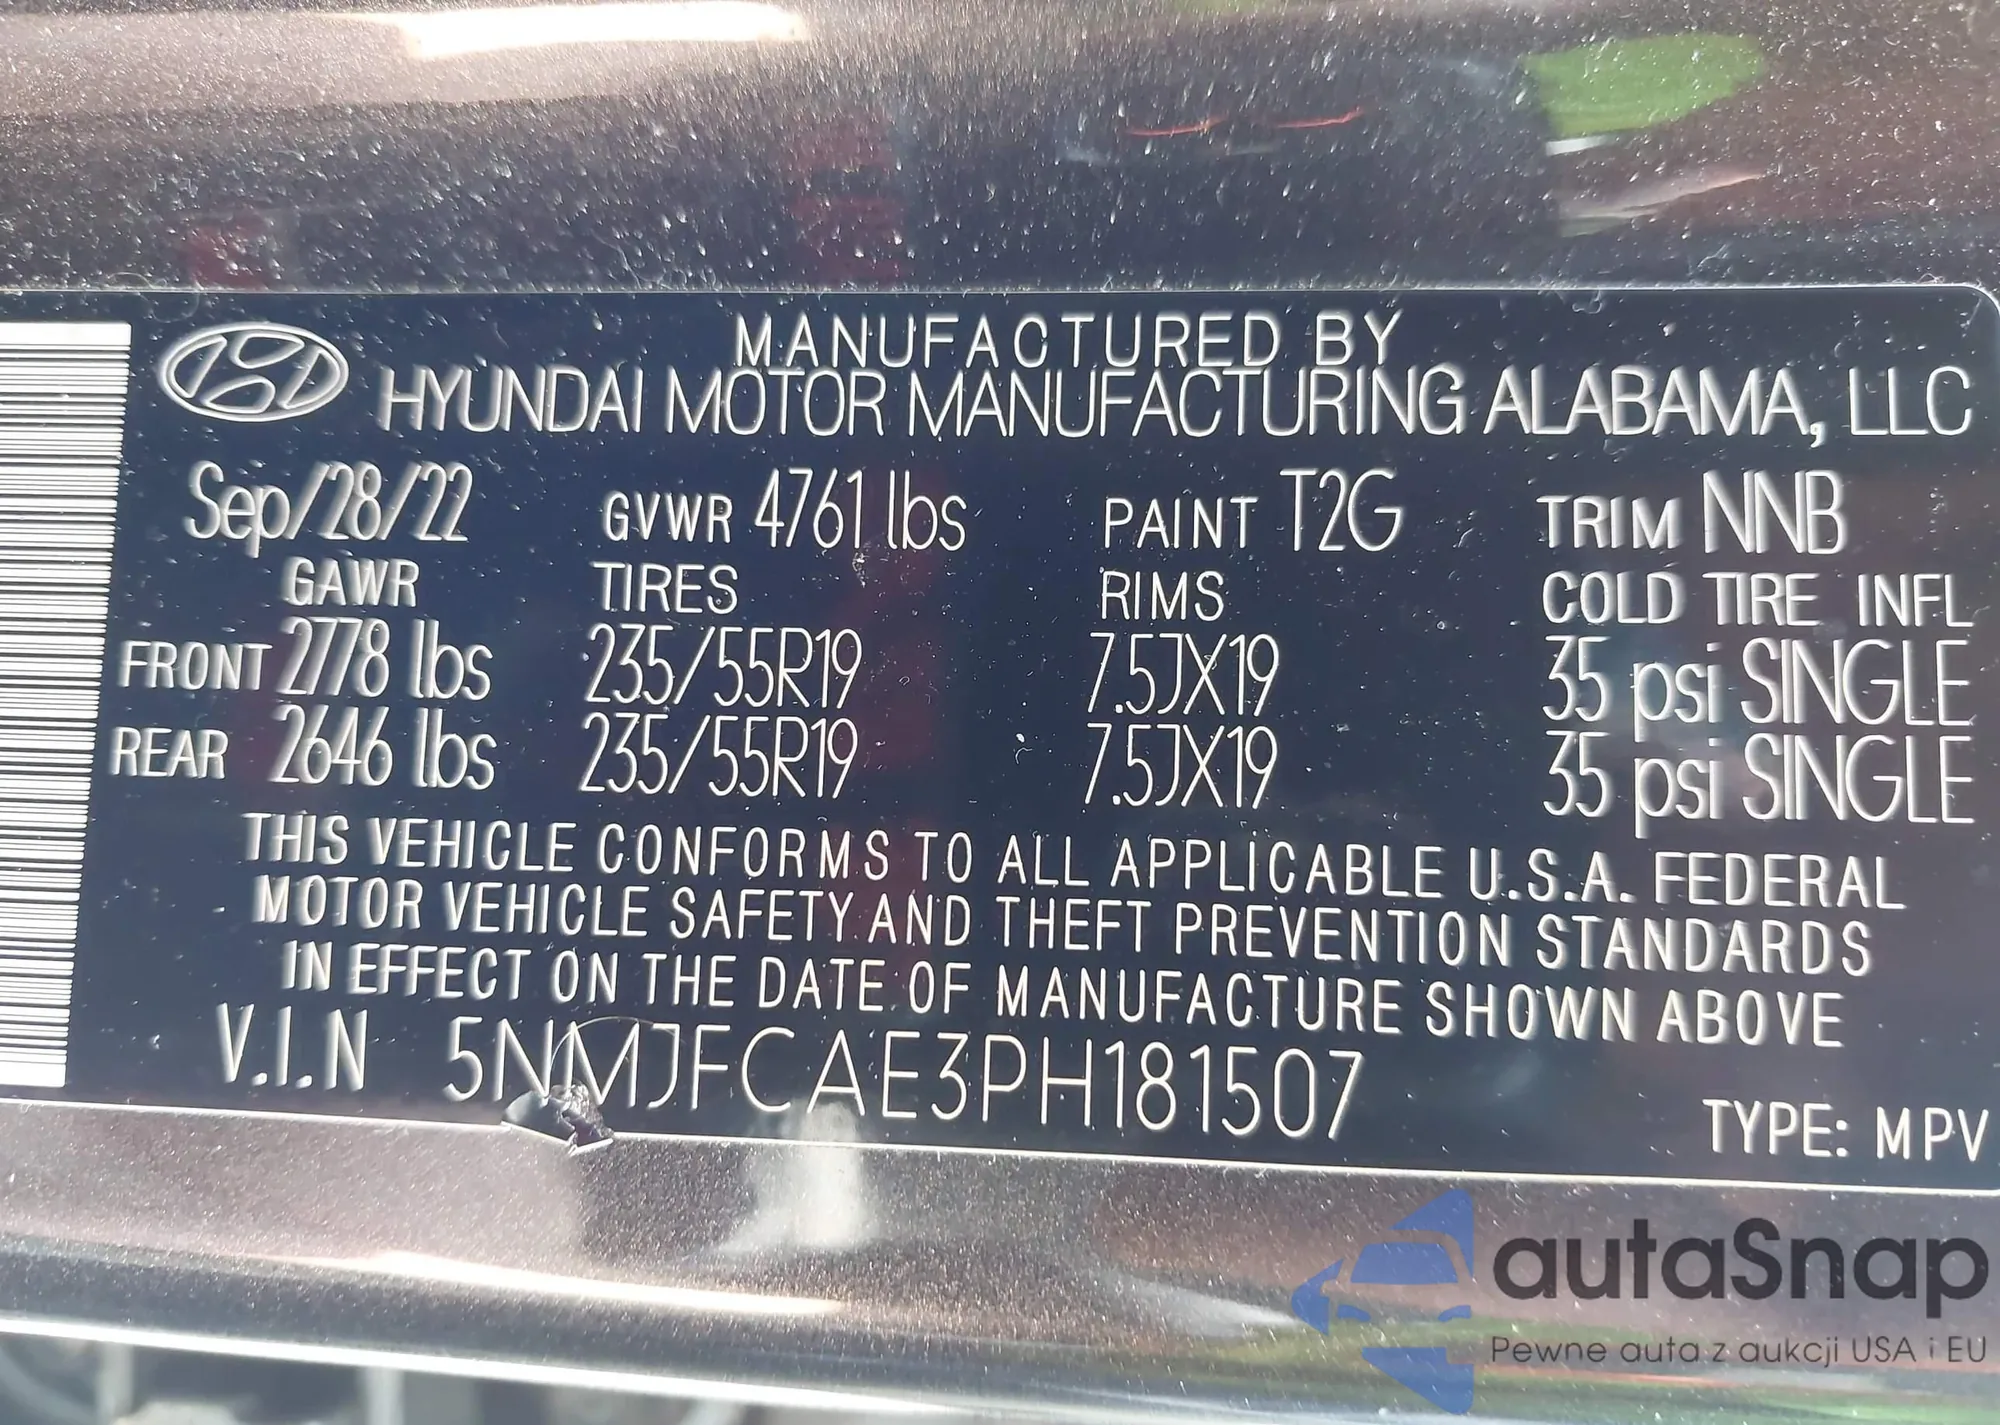 MANUFACTURED BY
HYUNDAI MOTOR MANUFACTURING ALABAMA, LLC
Sep/28/22 GVWR 4761 lbs PAINT T2G TRIM NNB
GAWR TIRES RIMS COLD TIRE INFL
FRONT 2778 lbs 235/55R19 7.5JX19 35 psi SINGLE
REAR 2646 lbs 235/55R19 7.5JX19 35 psi SINGLE
THIS VEHICLE CONFORMS TO ALL APPLICABLE U.S.A. FEDERAL
MOTOR VEHICLE SAFETY AND THEFT PREVENTION STANDARDS
IN EFFECT ON THE DATE OF MANUFACTURE SHOWN ABOVE
V.I.N 5NMJFCAE3PH181507
TYPE: MPV
autaSnap
Pewne auta z aukcji USA i EU